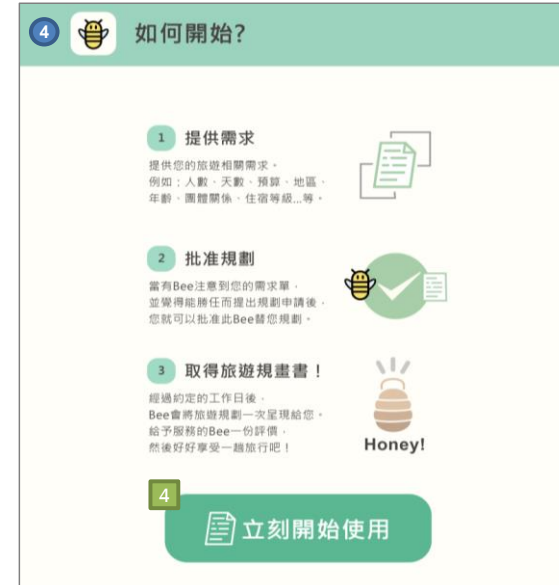 4 如何開始?
1 提供需求
提供您的旅遊相關需求。
例如：人數、天數、預算、地區、
年齡、團體關係、住宿等級...等。
2 批准規劃
當有Bee注意到您的需求單，
並覺得能勝任而提出規劃申請後，
您就可以批准此Bee替您規劃。
3 取得旅遊規畫書！
經過約定的工作日後，
Bee會將旅遊規劃一次呈現給您。
給予服務的Bee一份評價，
然後好好享受一趟旅行吧！
Honey!
4
立刻開始使用